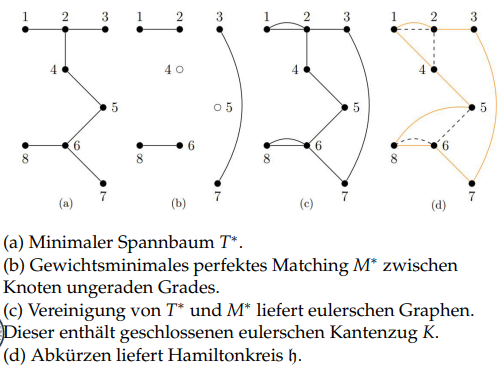 1 2 3 1 2 3 1 2 3 1 2 3
4 4 4 4
5 5 5 5
6 6 6 6
8 8 8 8
7 7 7 7
(a) (b) (c) (d)
(a) Minimaler Spannbaum T*.
(b) Gewichtsminimales perfektes Matching M* zwischen
Knoten ungeraden Grades.
(c) Vereinigung von T* und M* liefert eulerschen Graphen.
Dieser enthält geschlossenen eulerschen Kantenzug K.
(d) Abkürzen liefert Hamiltonkreis 𝔥.